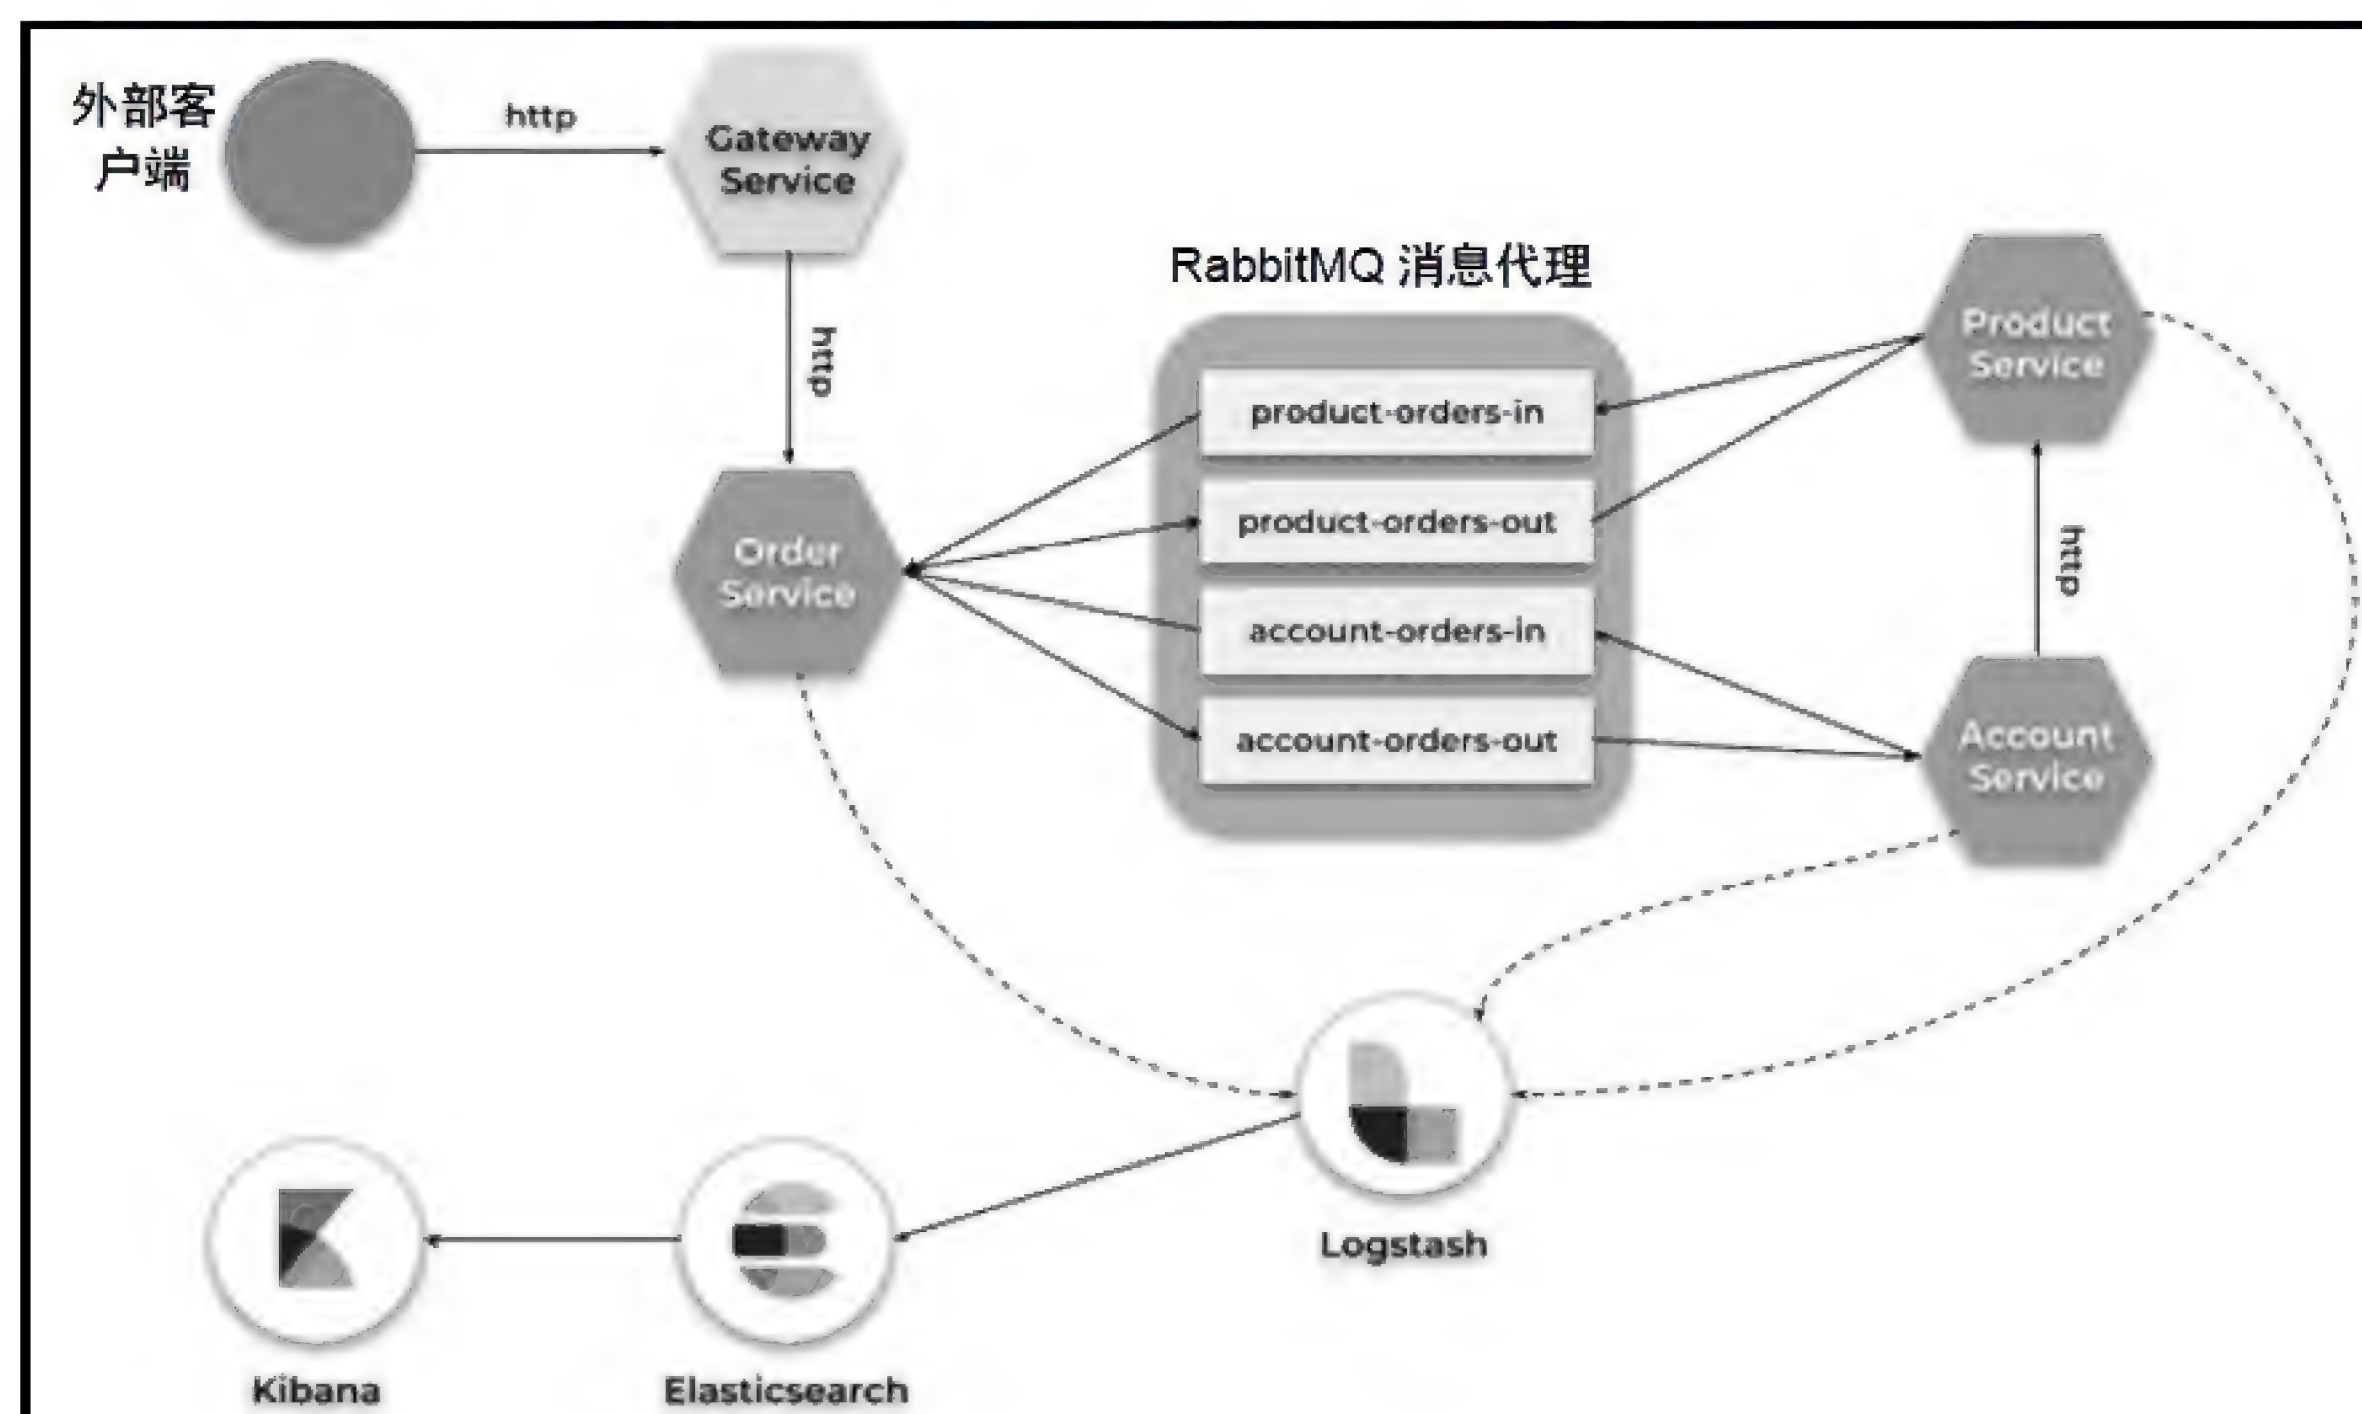 外部客
户端
http
Gateway
Service
http
RabbitMQ 消息代理
product-orders-in
product-orders-out
account-orders-in
account-orders-out
Product
Service
Order
Service
http
Account
Service
Logstash
Kibana
Elasticsearch